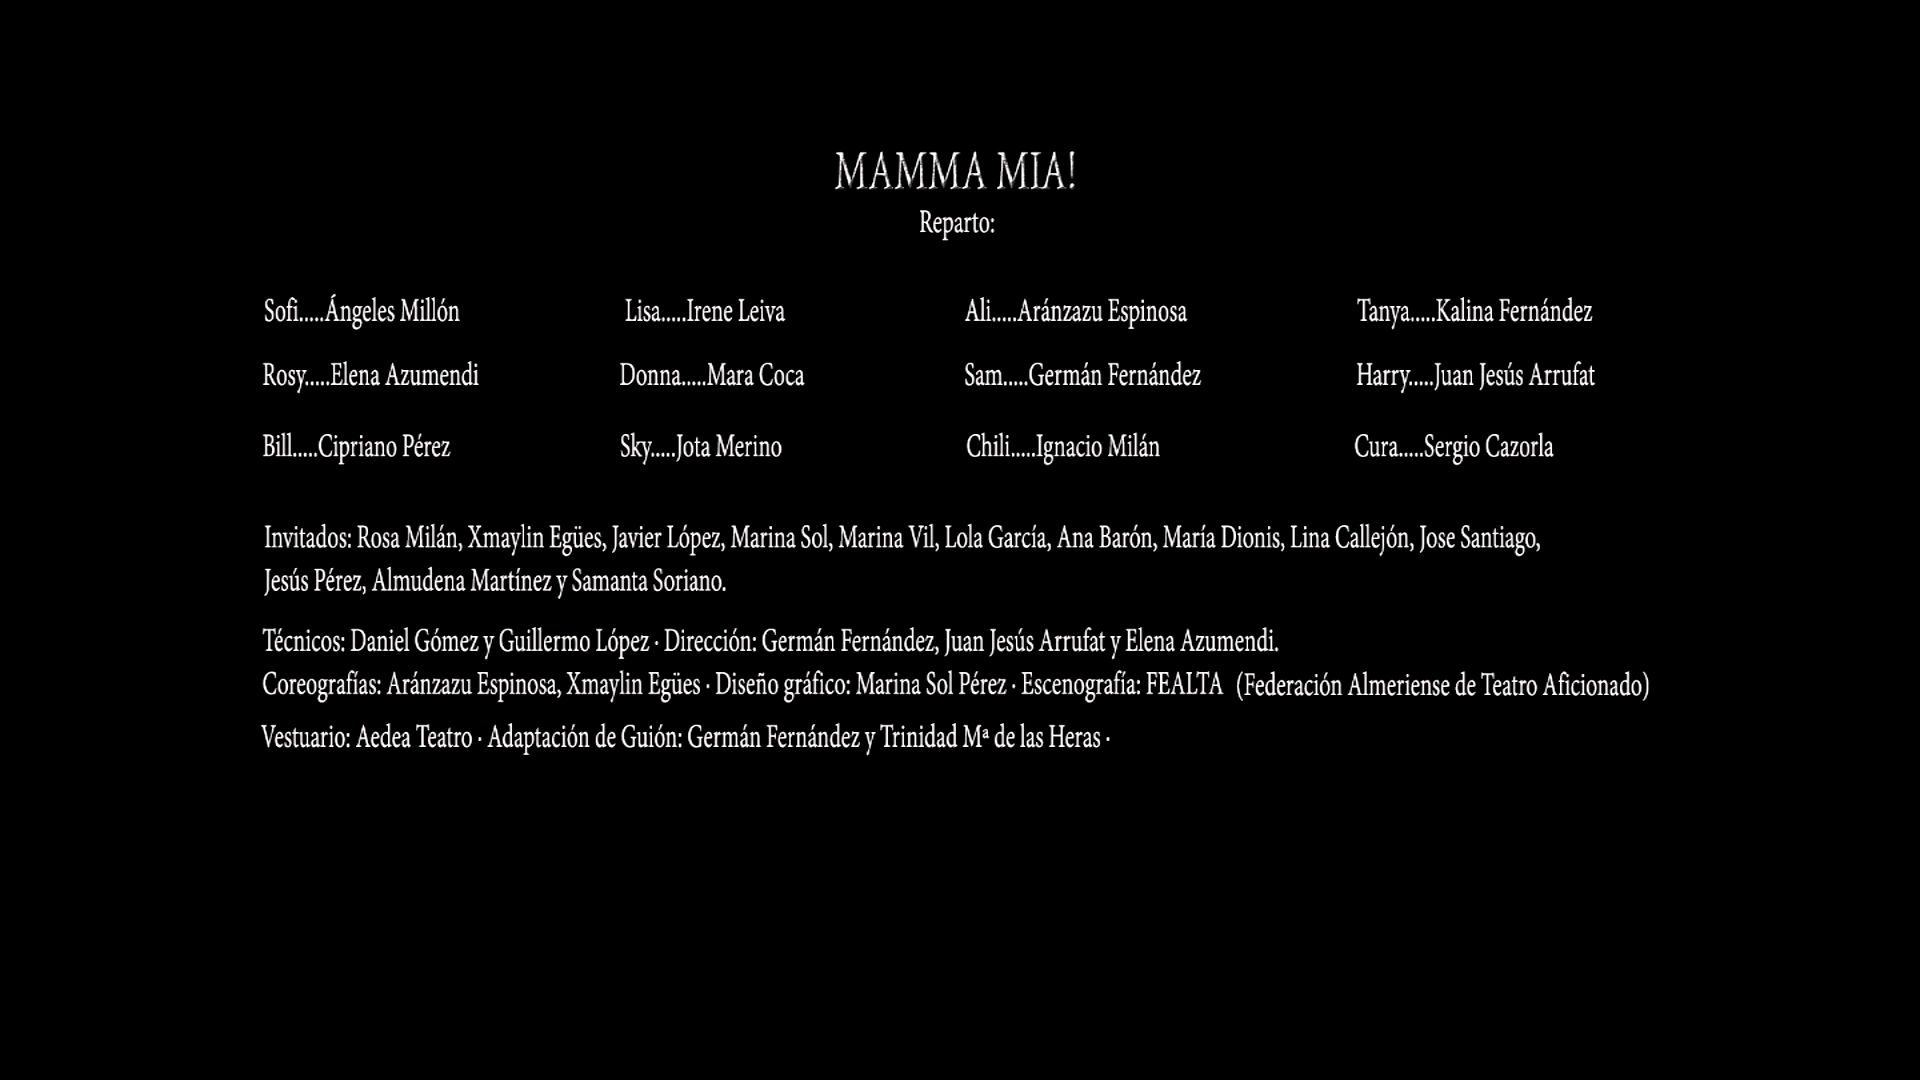 MAMMA MIA!
Reparto:
Sofi.....Ángeles Millón Lisa.....Irene Leiva Ali.....Aránzazu Espinosa Tanya.....Kalina Fernández
Rosy.....Elena Azumendi Donna.....Mara Coca Sam.....Germán Fernández Harry.....Juan Jesús Arrufat
Bill.....Cipriano Pérez Sky.....Jota Merino Chili.....Ignacio Milán Cura.....Sergio Cazorla
Invitados: Rosa Milán, Xmaylin Egües, Javier López, Marina Sol, Marina Vil, Lola García, Ana Barón, María Dionis, Lina Callejón, Jose Santiago,
Jesús Pérez, Almudena Martínez y Samanta Soriano.
Técnicos: Daniel Gómez y Guillermo López · Dirección: Germán Fernández, Juan Jesús Arrufat y Elena Azumendi.
Coreografías: Aránzazu Espinosa, Xmaylin Egües · Diseño gráfico: Marina Sol Pérez · Escenografía: FEALTA (Federación Almeriense de Teatro Aficionado)
Vestuario: Aedea Teatro · Adaptación de Guión: Germán Fernández y Trinidad Mª de las Heras ·